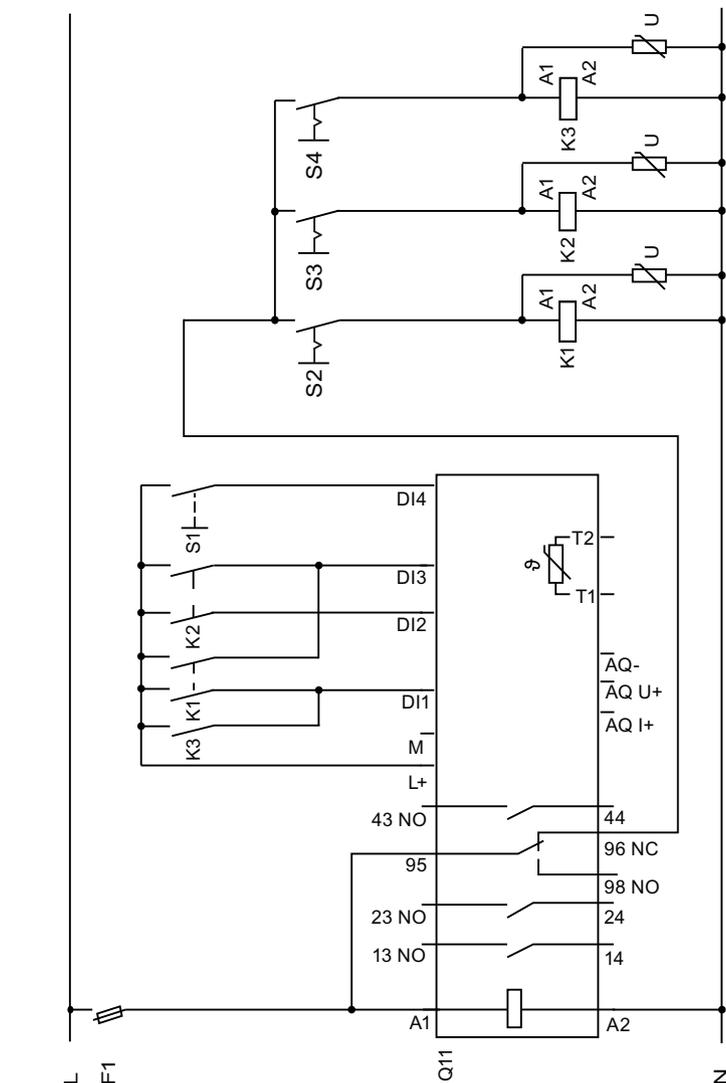 U
A1
A2
K3
S4
U
A1
A2
K2
S3
U
A1
A2
K1
S2
DI4
S1
T2
ϑ
DI3
T1
K2
DI2
AQ-
AQ U+
K1
DI1
AQ I+
K3
M
L+
43 NO
44
96 NC
95
98 NO
23 NO
24
13 NO
14
A1
A2
L
F1
Q11
N